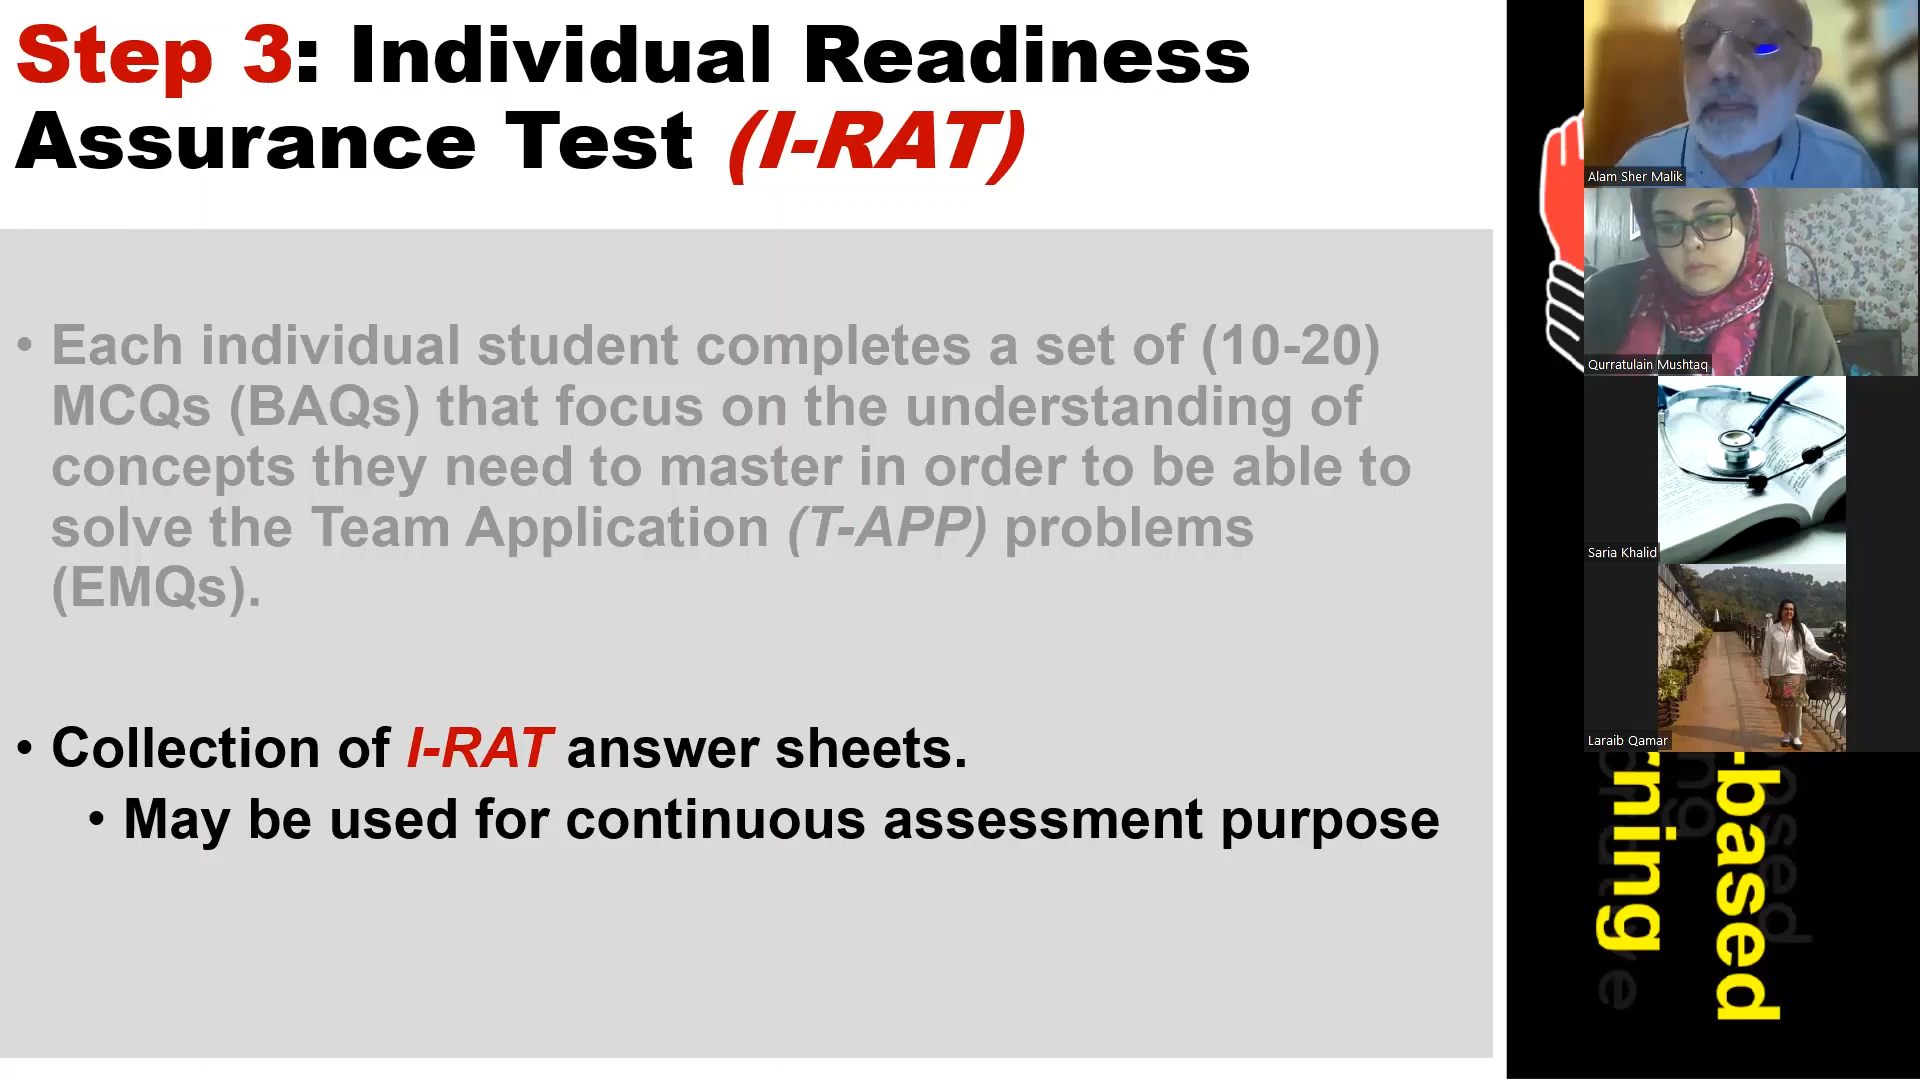 Step 3: Individual Readiness
Assurance Test (I-RAT)
• Each individual student completes a set of (10-20)
MCQs (BAQs) that focus on the understanding of
concepts they need to master in order to be able to
solve the Team Application (T-APP) problems
(EMQs).
• Collection of I-RAT answer sheets.
• May be used for continuous assessment purpose
Alam Sher Malik
Qurratulain Mushtaq
Saria Khalid
Laraib Qamar
-based
rning